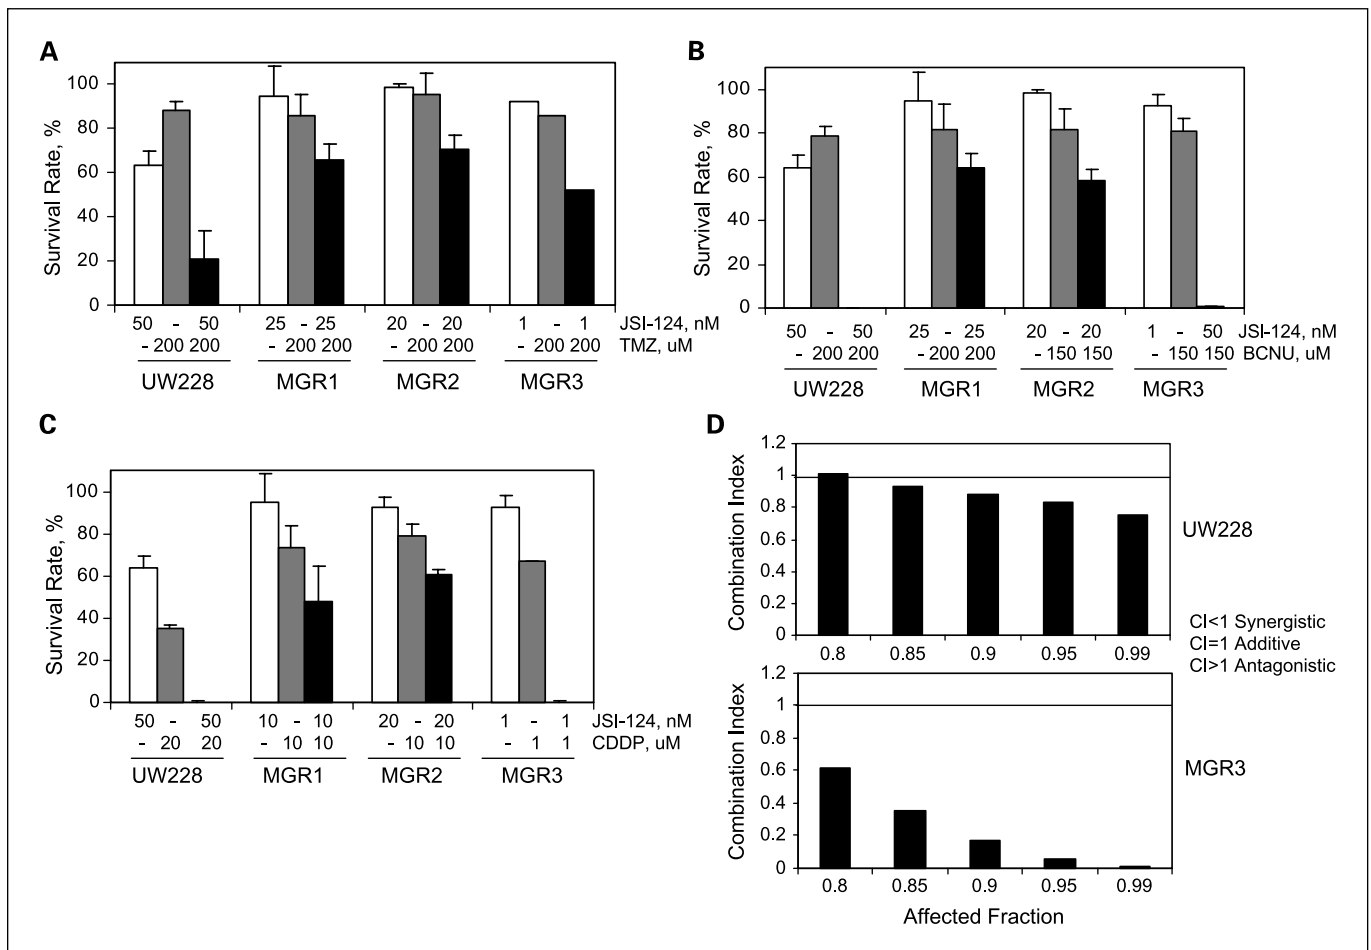 A
Survival Rate, %
100
80
60
40
20
0
50 - 50 25 - 25 20 - 20 1 - 1 JSI-124, nM
- 200 200 - 200 200 - 200 200 - 200 200 TMZ, uM
UW228 MGR1 MGR2 MGR3
B
Survival Rate, %
100
80
60
40
20
0
50 - 50 25 - 25 20 - 20 1 - 50 JSI-124, nM
- 200 200 - 200 200 - 150 150 - 150 150 BCNU, uM
UW228 MGR1 MGR2 MGR3
C
Survival Rate, %
100
80
60
40
20
0
50 - 50 10 - 10 20 - 20 1 - 1 JSI-124, nM
- 20 20 - 10 10 - 10 10 - 1 1 CDDP, uM
UW228 MGR1 MGR2 MGR3
D
Combination Index
1.2
1
0.8
0.6
0.4
0.2
0
0.8 0.85 0.9 0.95 0.99
UW228
CI<1 Synergistic
CI=1 Additive
CI>1 Antagonistic
Combination Index
1.2
1
0.8
0.6
0.4
0.2
0
0.8 0.85 0.9 0.95 0.99
MGR3
Affected Fraction